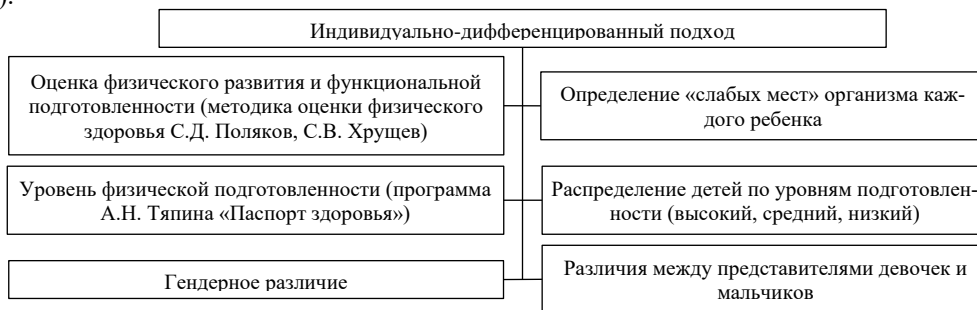 ).
Индивидуально-дифференцированный подход
Оценка физического развития и функциональной
подготовленности (методика оценки физического
здоровья С.Д. Поляков, С.В. Хрущев)
Определение «слабых мест» организма каж-
дого ребенка
Уровень физической подготовленности (программа
А.Н. Тяпина «Паспорт здоровья»)
Распределение детей по уровням подготовлен-
ности (высокий, средний, низкий)
Гендерное различие
Различия между представителями девочек и
мальчиков